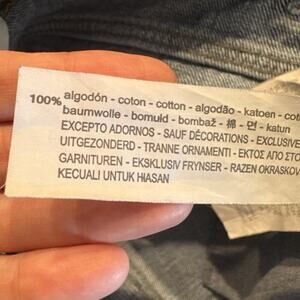 100% algodón - coton - cotton - algodão - katoen - cot
baumwolle - bomuld - bombaž - 棉 - 면 - katun
EXCEPTO ADORNOS - SAUF DÉCORATIONS - EXCLUSIVE
UITGEZONDERD - TRANNE ORNAMENTI - ΕΚΤΟΣ ΑΠΟ ΣΤΟ
GARNITUREN - EKSKLUSIV FRYNSER - RAZEN OKRASKOV
KECUALI UNTUK HIASAN